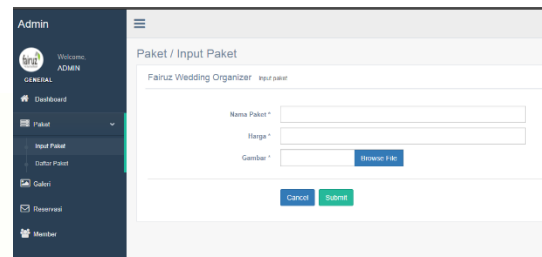 Admin
fairuz
Welcome,
ADMIN
GENERAL
Dashboard
Paket
Input Paket
Daftar Paket
Galeri
Reservasi
Member
Paket / Input Paket
Fairuz Wedding Organizer Input paket
Nama Paket *
Harga *
Gambar *
Browse File
Cancel Submit